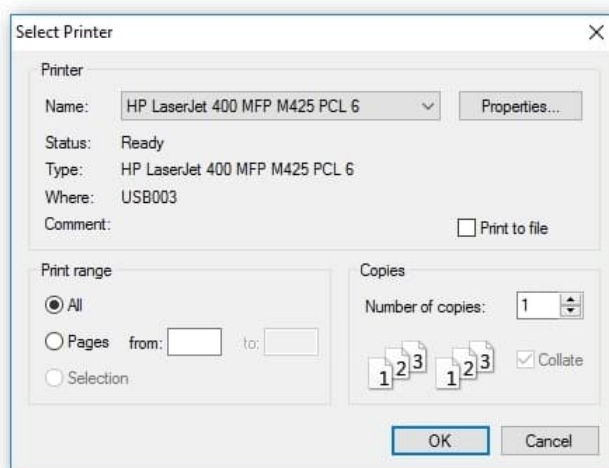 Select Printer
Printer
Name: HP LaserJet 400 MFP M425 PCL 6 Properties...
Status: Ready
Type: HP LaserJet 400 MFP M425 PCL 6
Where: USB003
Comment: Print to file
Print range
All
Pages from: to:
Selection
Copies
Number of copies: 1
1 2 3 1 2 3 Collate
OK Cancel